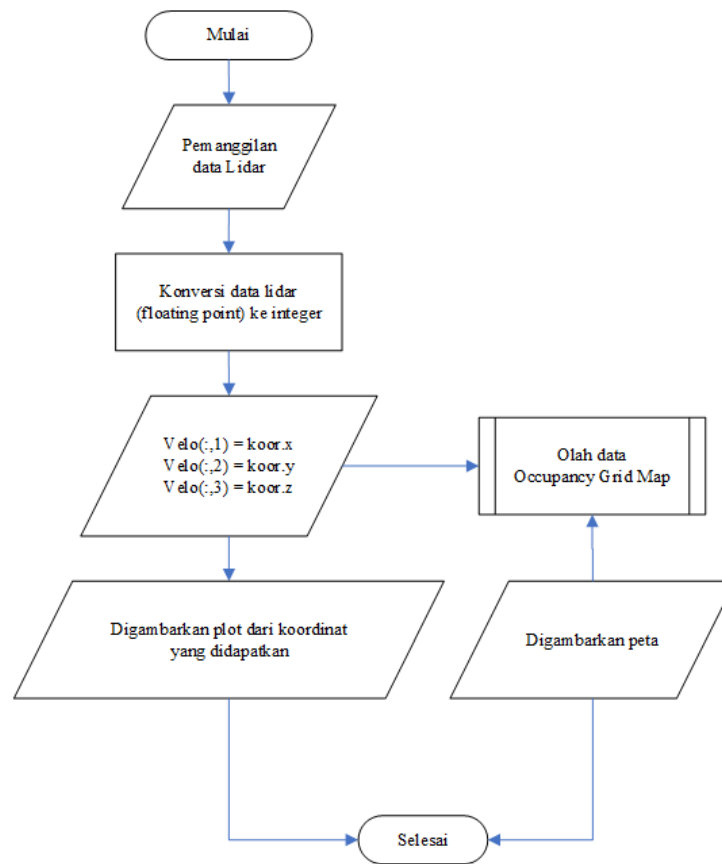 Mulai
Pemanggilan
data Lidar
Konversi data lidar
(floating point) ke integer
Velo(:,1) = koor.x
Velo(:,2) = koor.y
Velo(:,3) = koor.z
Olah data
Occupancy Grid Map
Digambarkan plot dari koordinat
yang didapatkan
Digambarkan peta
Selesai